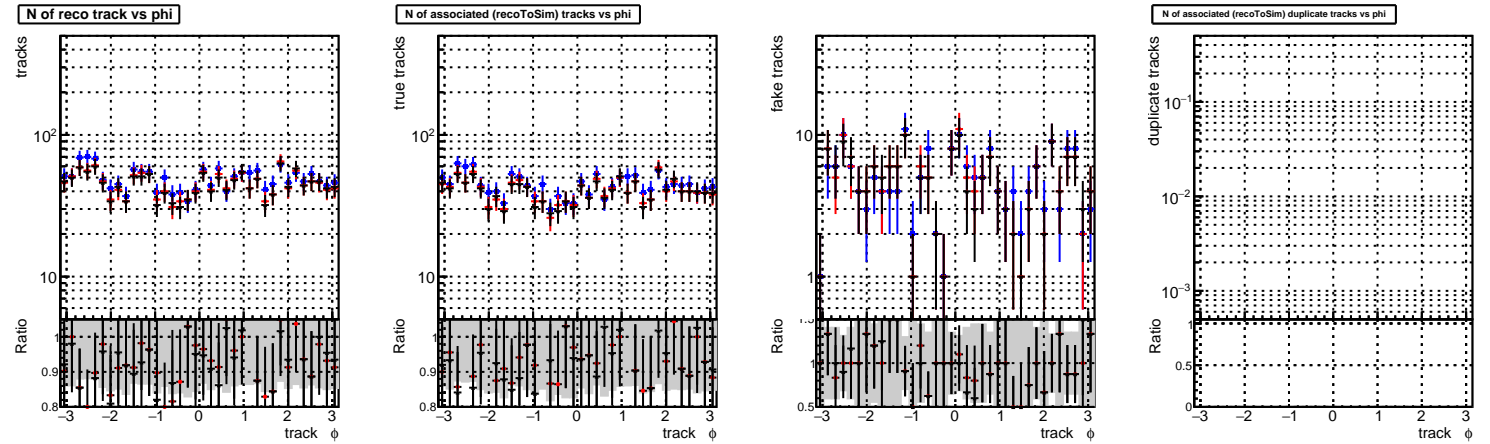 N of reco track vs phi
tracks
10²
10
Ratio
1
0.9
0.8
−3 −2 −1 0 1 2 3
track φ
N of associated (recoToSim) tracks vs phi
true tracks
10²
10
Ratio
1
0.9
0.8
−3 −2 −1 0 1 2 3
track φ
fake tracks
10
1
Ratio
1
0.5
−3 −2 −1 0 1 2 3
track φ
N of associated (recoToSim) duplicate tracks vs phi
duplicate tracks
10⁻¹
10⁻²
10⁻³
Ratio
1
0.5
0
−3 −2 −1 0 1 2 3
track φ